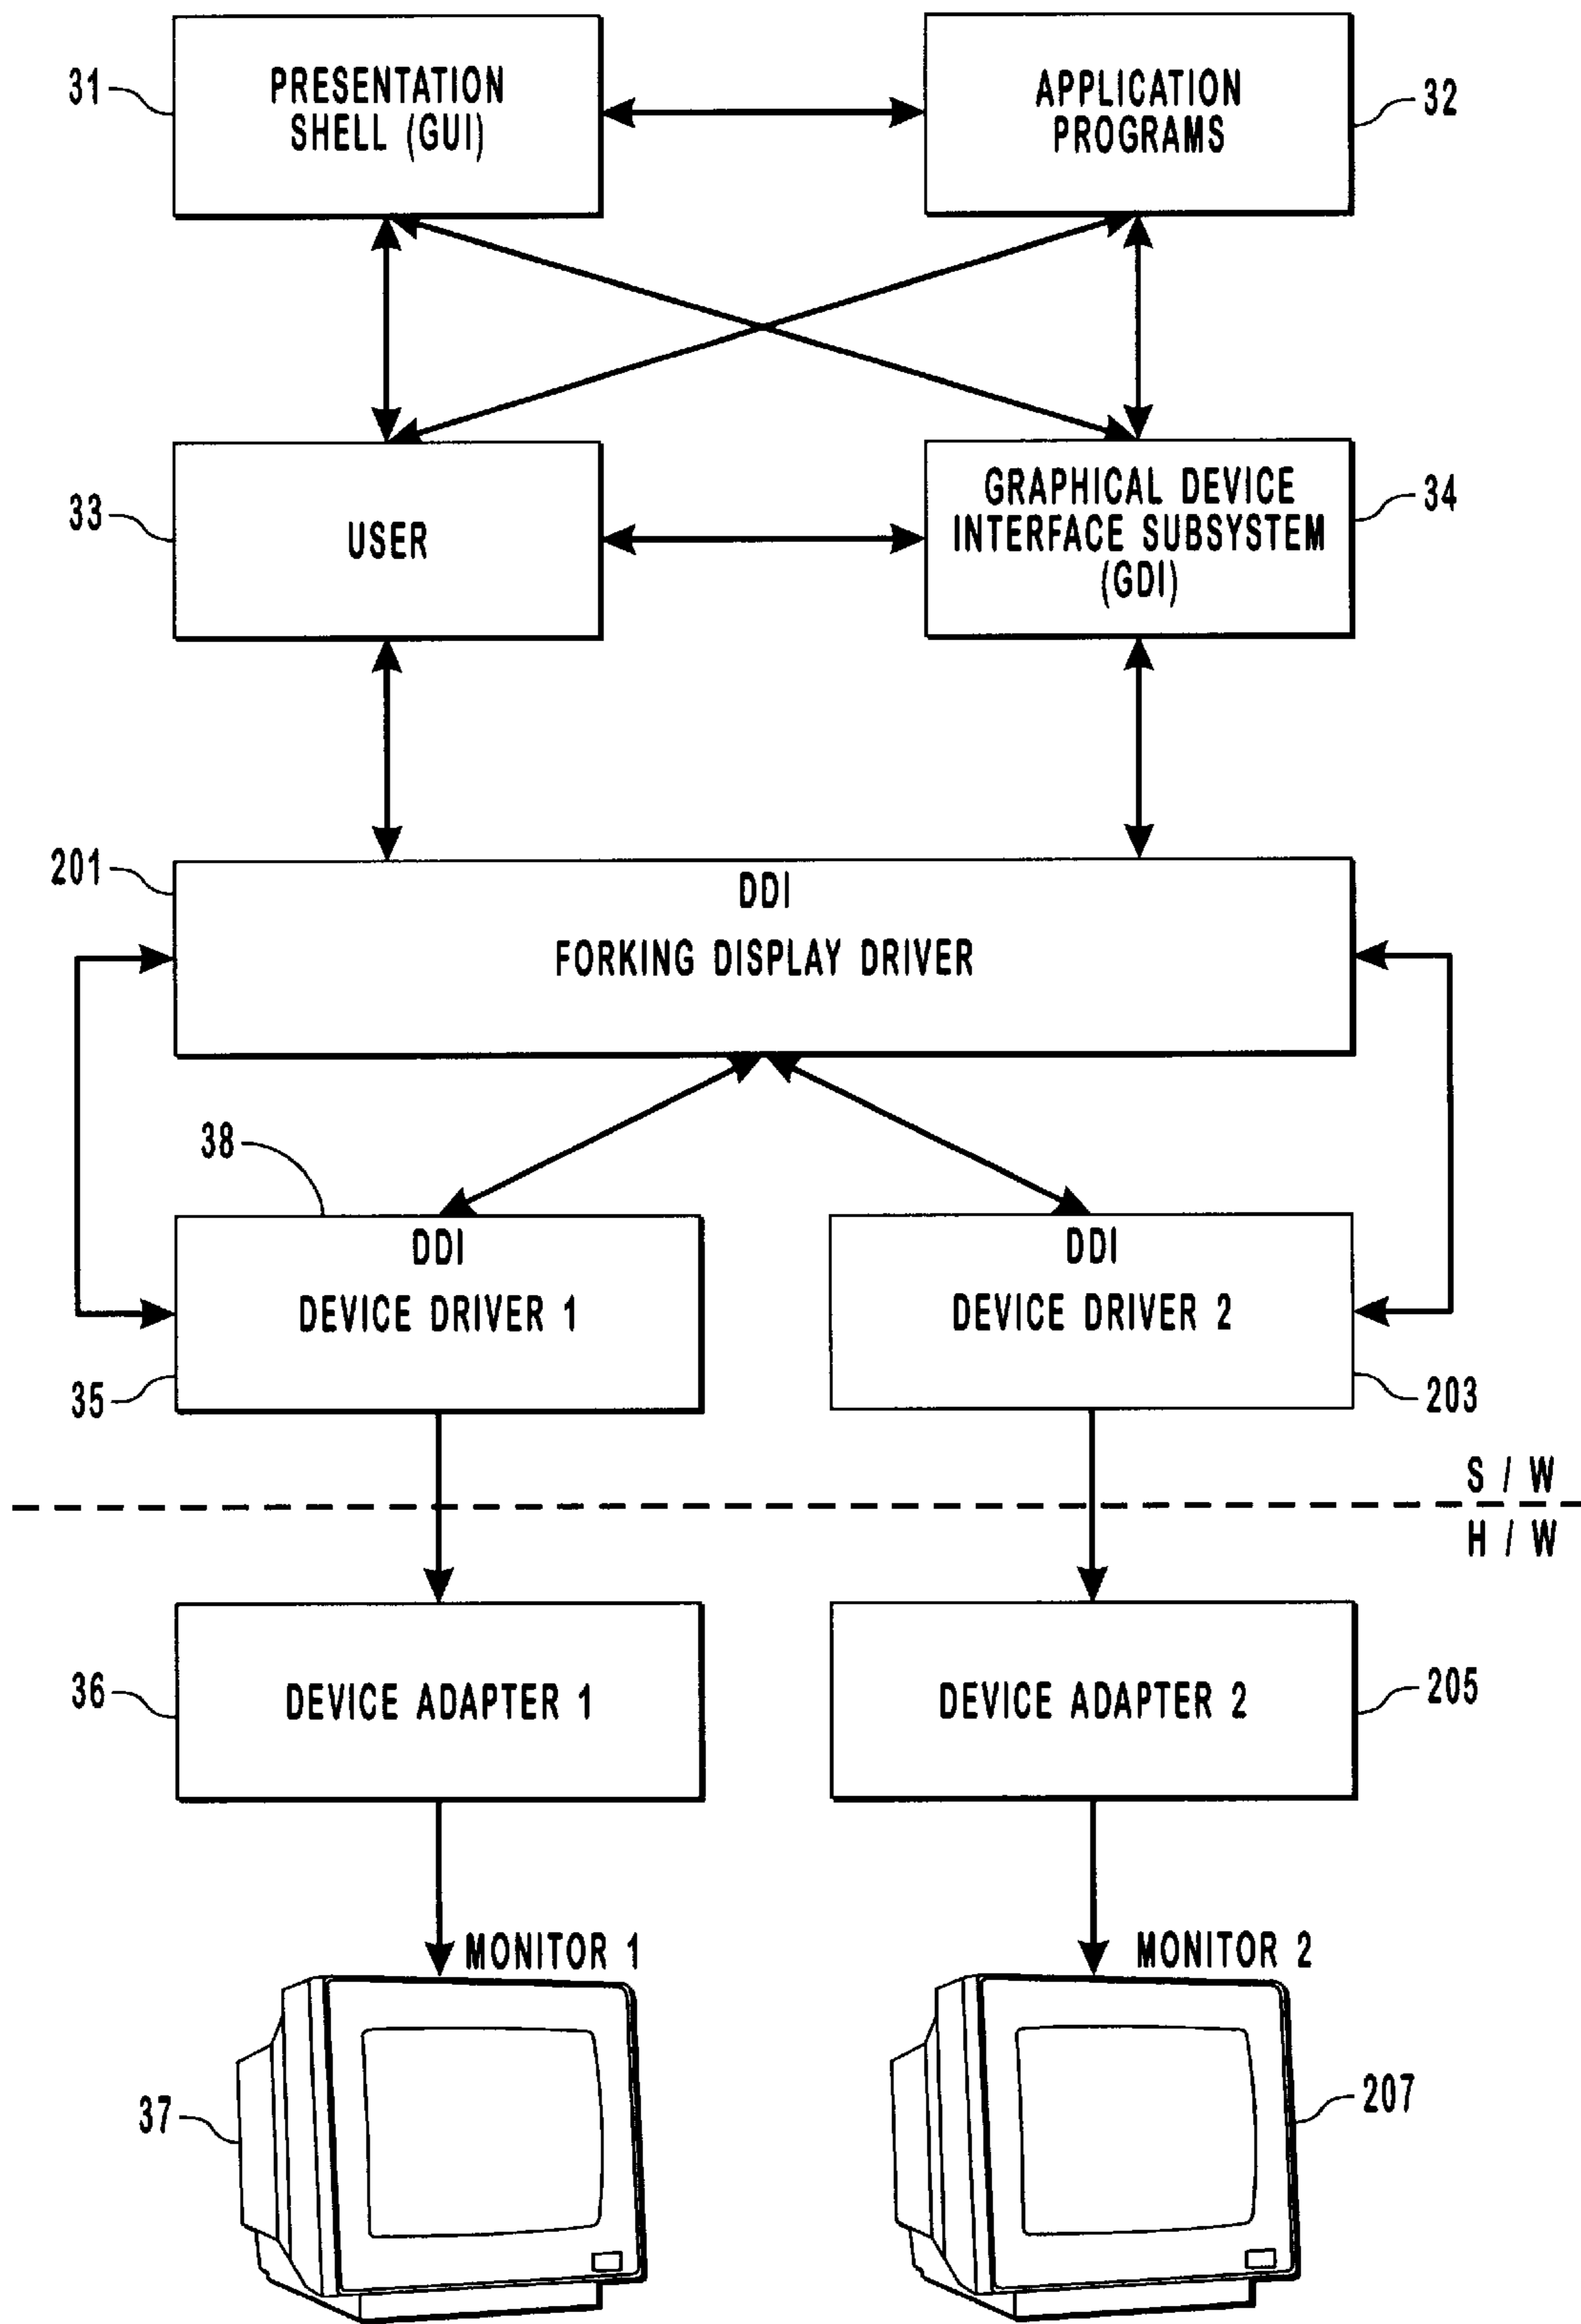 31
PRESENTATION
SHELL (GUI)
APPLICATION
PROGRAMS
32
33
USER
GRAPHICAL DEVICE
INTERFACE SUBSYSTEM
(GDI)
34
201
DDI
FORKING DISPLAY DRIVER
38
DDI
DEVICE DRIVER 1
35
DDI
DEVICE DRIVER 2
203
S / W
H / W
36
DEVICE ADAPTER 1
DEVICE ADAPTER 2
205
MONITOR 1
MONITOR 2
37
207